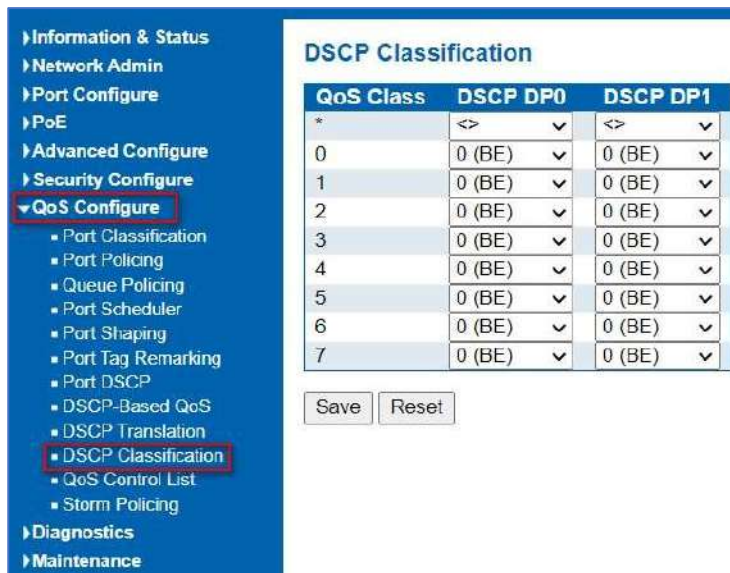 Information & Status
Network Admin
Port Configure
PoE
Advanced Configure
Security Configure
QoS Configure
Port Classification
Port Policing
Queue Policing
Port Scheduler
Port Shaping
Port Tag Remarking
Port DSCP
DSCP-Based QoS
DSCP Translation
DSCP Classification
QoS Control List
Storm Policing
Diagnostics
Maintenance
DSCP Classification
QoS Class DSCP DP0 DSCP DP1
* <> <>
0 0 (BE) 0 (BE)
1 0 (BE) 0 (BE)
2 0 (BE) 0 (BE)
3 0 (BE) 0 (BE)
4 0 (BE) 0 (BE)
5 0 (BE) 0 (BE)
6 0 (BE) 0 (BE)
7 0 (BE) 0 (BE)
Save Reset